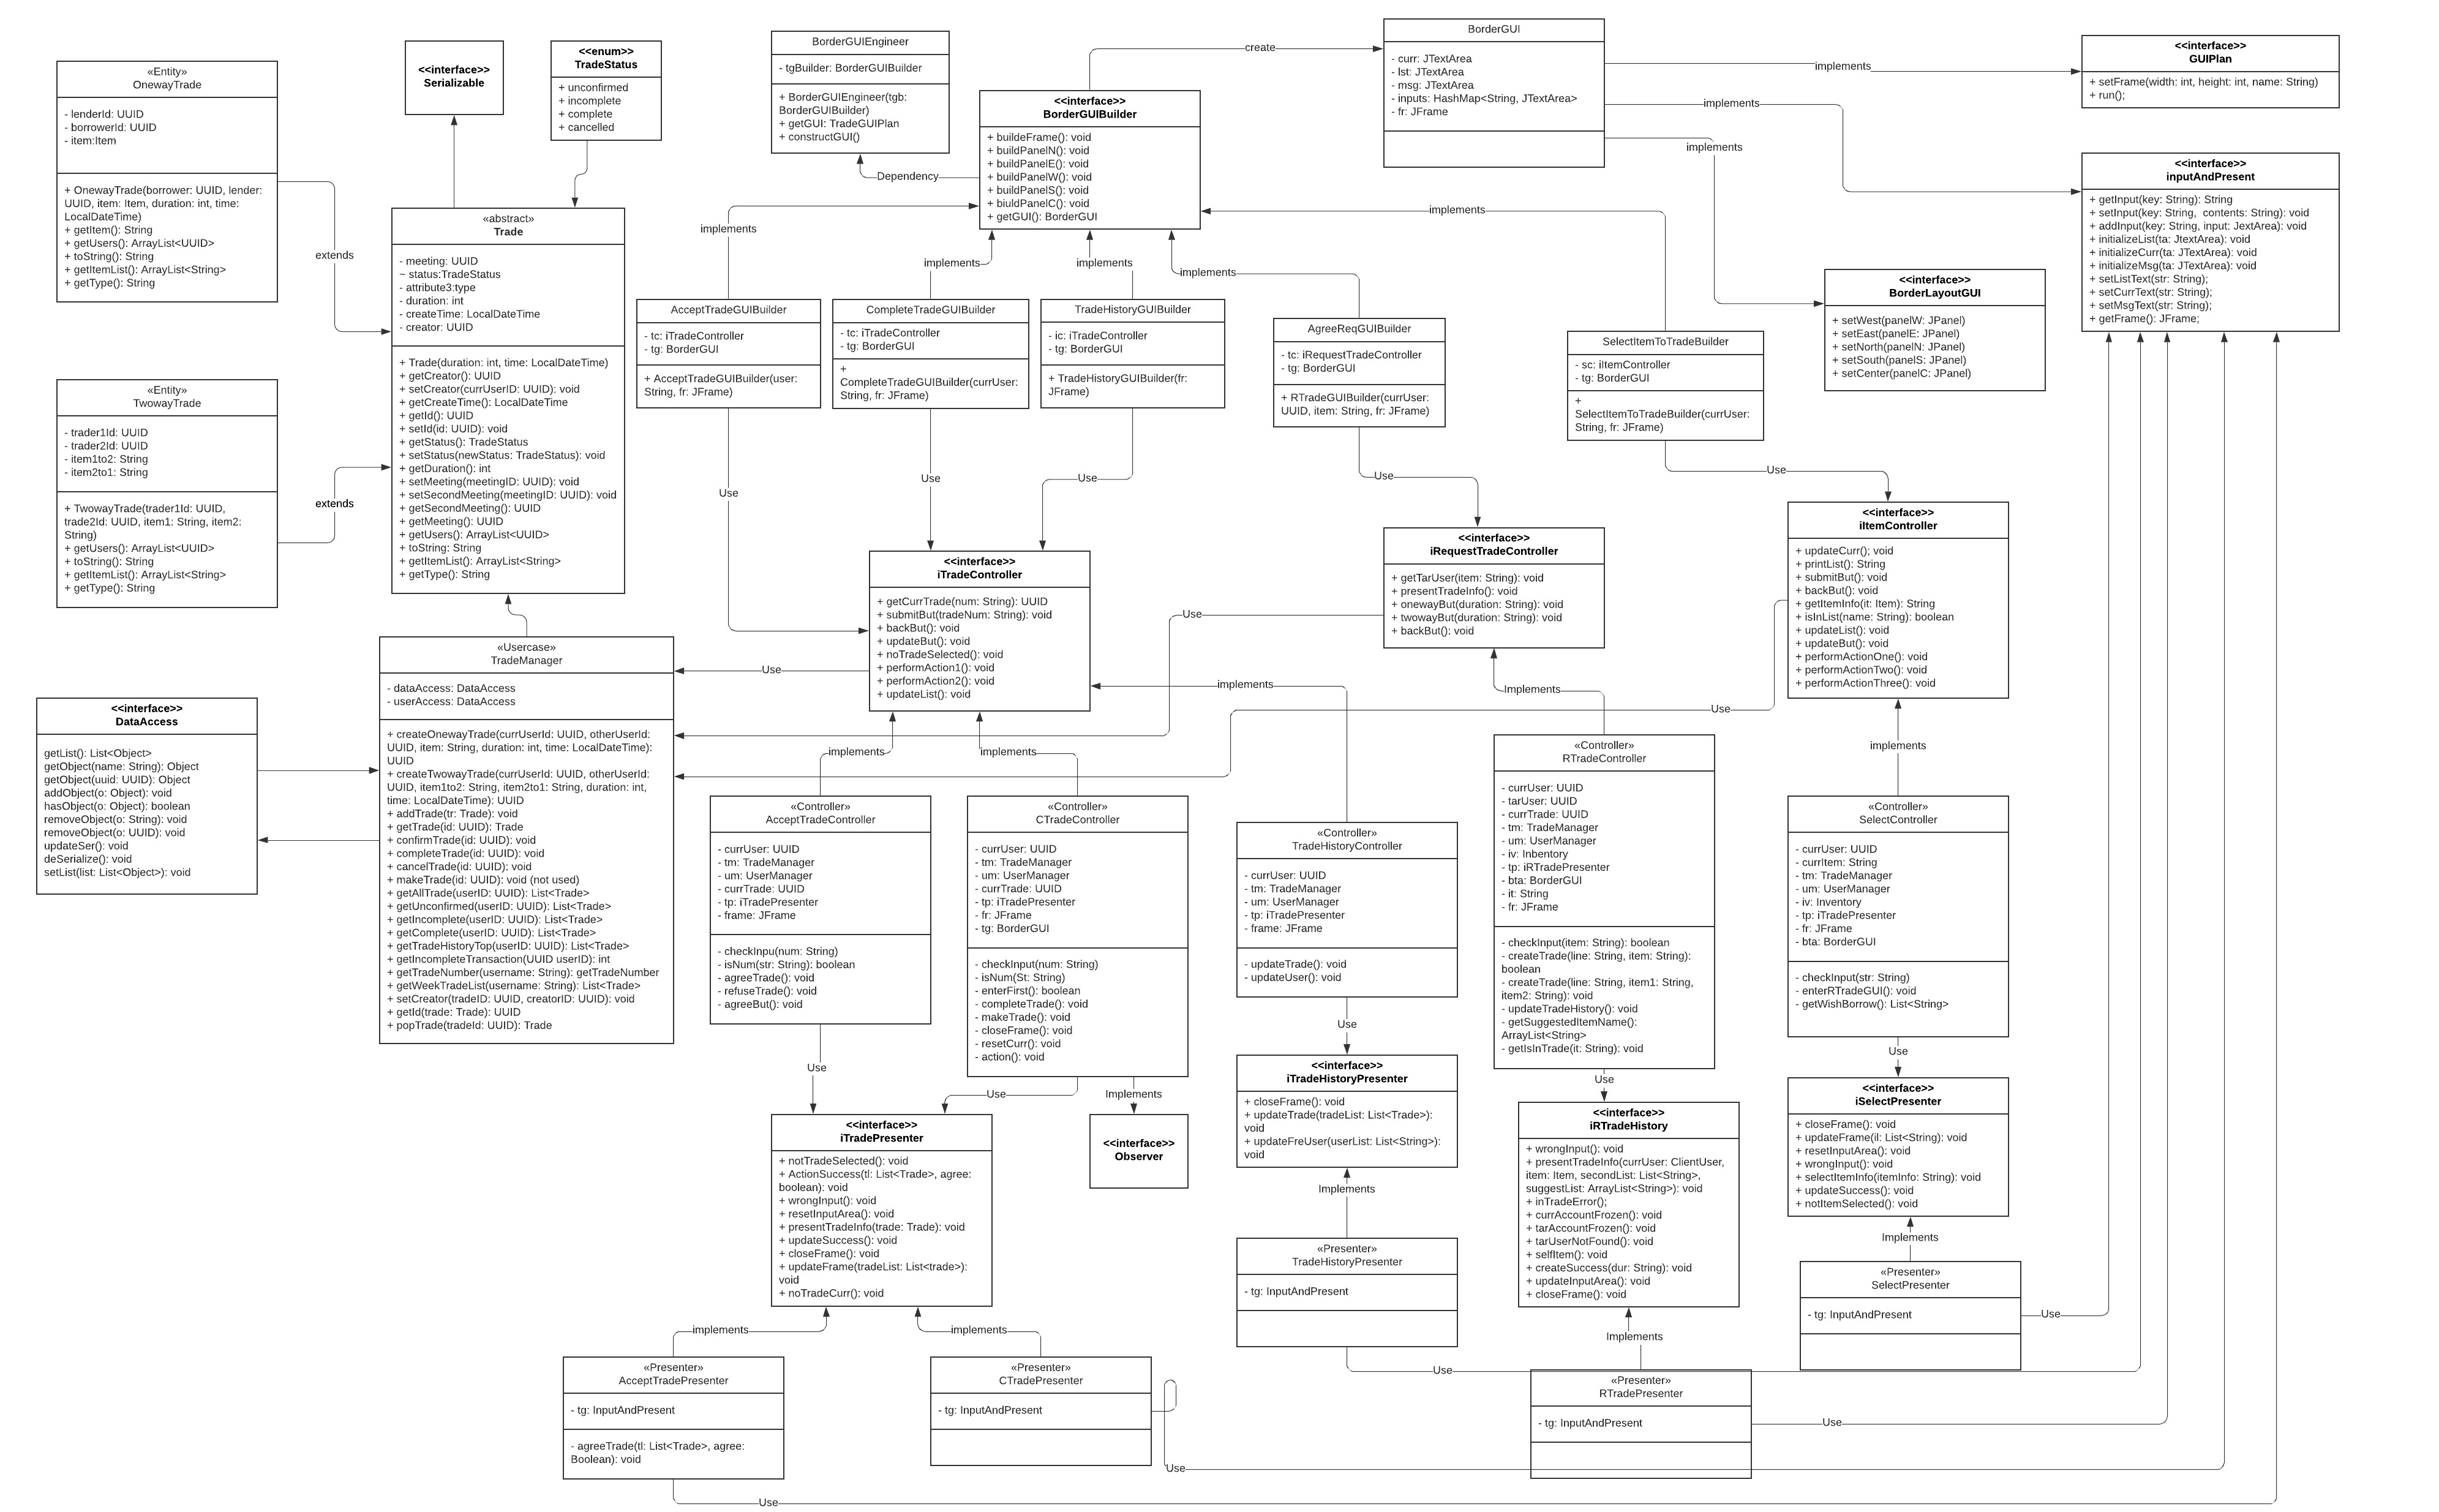 «Entity»
OnewayTrade
- lenderId: UUID
- borrowerId: UUID
- item:Item
+ OnewayTrade(borrower: UUID, lender:
UUID, item: Item, duration: int, time:
LocalDateTime)
+ getItem(): String
+ getUsers(): ArrayList<UUID>
+ toString(): String
+ getItemList(): ArrayList<String>
+ getType(): String
extends
«Entity»
TwowayTrade
- trader1Id: UUID
- trader2Id: UUID
- item1to2: String
- item2to1: String
+ TwowayTrade(trader1Id: UUID,
trade2Id: UUID, item1: String, item2:
String)
+ getUsers(): ArrayList<UUID>
+ toString(): String
+ getItemList(): ArrayList<String>
+ getType(): String
extends
<<interface>>
Serializable
<<enum>>
TradeStatus
+ unconfirmed
+ incomplete
+ complete
+ cancelled
«abstract»
Trade
- meeting: UUID
~ status:TradeStatus
- attribute3:type
- duration: int
- createTime: LocalDateTime
- creator: UUID
+ Trade(duration: int, time: LocalDateTime)
+ getCreator(): UUID
+ setCreator(currUserID: UUID): void
+ getCreateTime(): LocalDateTime
+ getId(): UUID
+ setId(id: UUID): void
+ getStatus(): TradeStatus
+ setStatus(newStatus: TradeStatus): void
+ getDuration(): int
+ setMeeting(meetingID: UUID): void
+ setSecondMeeting(meetingID: UUID): void
+ getSecondMeeting(): UUID
+ getMeeting(): UUID
+ getUsers(): ArrayList<UUID>
+ toString: String
+ getItemList(): ArrayList<String>
+ getType(): String
<<interface>>
DataAccess
getList(): List<Object>
getObject(name: String): Object
getObject(uuid: UUID): Object
addObject(o: Object): void
hasObject(o: Object): boolean
removeObject(o: String): void
removeObject(o: UUID): void
updateSer(): void
deSerialize(): void
setList(list: List<Object>): void
«Usercase»
TradeManager
- dataAccess: DataAccess
- userAccess: DataAccess
+ createOnewayTrade(currUserId: UUID, otherUserId:
UUID, item: String, duration: int, time: LocalDateTime):
UUID
+ createTwowayTrade(currUserId: UUID, otherUserId:
UUID, item1to2: String, item2to1: String, duration: int,
time: LocalDateTime): UUID
+ addTrade(tr: Trade): void
+ getTrade(id: UUID): Trade
+ confirmTrade(id: UUID): void
+ completeTrade(id: UUID): void
+ cancelTrade(id: UUID): void
+ makeTrade(id: UUID): void (not used)
+ getAllTrade(userID: UUID): List<Trade>
+ getUnconfirmed(userID: UUID): List<Trade>
+ getIncomplete(userID: UUID): List<Trade>
+ getComplete(userID: UUID): List<Trade>
+ getTradeHistoryTop(userID: UUID): List<Trade>
+ getIncompleteTransaction(UUID userID): int
+ getTradeNumber(username: String): getTradeNumber
+ getWeekTradeList(username: String): List<Trade>
+ setCreator(tradeID: UUID, creatorID: UUID): void
+ getId(trade: Trade): UUID
+ popTrade(tradeId: UUID): Trade
BorderGUIEngineer
- tgBuilder: BorderGUIBuilder
+ BorderGUIEngineer(tgb:
BorderGUIBuilder)
+ getGUI: TradeGUIPlan
+ constructGUI()
Dependency
create
<<interface>>
BorderGUIBuilder
+ buildeFrame(): void
+ buildPanelN(): void
+ buildPanelE(): void
+ buildPanelW(): void
+ buildPanelS(): void
+ biuldPanelC(): void
+ getGUI(): BorderGUI
BorderGUI
- curr: JTextArea
- lst: JTextArea
- msg: JTextArea
- inputs: HashMap<String, JTextArea>
- fr: JFrame
implements
implements
implements
<<interface>>
GUIPlan
+ setFrame(width: int, height: int, name: String)
+ run();
<<interface>>
inputAndPresent
+ getInput(key: String): String
+ setInput(key: String,  contents: String): void
+ addInput(key: String, input: JextArea): void
+ initializeList(ta: JtextArea): void
+ initializeCurr(ta: JTextArea): void
+ initializeMsg(ta: JTextArea): void
+ setListText(str: String);
+ setCurrText(str: String);
+ setMsgText(str: String);
+ getFrame(): JFrame;
<<interface>>
BorderLayoutGUI
+ setWest(panelW: JPanel)
+ setEast(panelE: JPanel)
+ setNorth(panelN: JPanel)
+ setSouth(panelS: JPanel)
+ setCenter(panelC: JPanel)
implements
implements
implements
implements
implements
AcceptTradeGUIBuilder
- tc: iTradeController
- tg: BorderGUI
+ AcceptTradeGUIBuilder(user:
String, fr: JFrame)
CompleteTradeGUIBuilder
- tc: iTradeController
- tg: BorderGUI
+
CompleteTradeGUIBuilder(currUser:
String, fr: JFrame)
TradeHistoryGUIBuilder
- ic: iTradeController
- tg: BorderGUI
+ TradeHistoryGUIBuilder(fr:
JFrame)
AgreeReqGUIBuilder
- tc: iRequestTradeController
- tg: BorderGUI
+ RTradeGUIBuilder(currUser:
UUID, item: String, fr: JFrame)
SelectItemToTradeBuilder
- sc: iItemController
- tg: BorderGUI
+
SelectItemToTradeBuilder(currUser:
String, fr: JFrame)
Use
Use
Use
Use
Use
<<interface>>
iTradeController
+ getCurrTrade(num: String): UUID
+ submitBut(tradeNum: String): void
+ backBut(): void
+ updateBut(): void
+ noTradeSelected(): void
+ performAction1(): void
+ performAction2(): void
+ updateList(): void
<<interface>>
iRequestTradeController
+ getTarUser(item: String): void
+ presentTradeInfo(): void
+ onewayBut(duration: String): void
+ twowayBut(duration: String): void
+ backBut(): void
<<interface>>
iItemController
+ updateCurr(); void
+ printList(): String
+ submitBut(): void
+ backBut(): void
+ getItemInfo(it: Item): String
+ isInList(name: String): boolean
+ updateList(): void
+ updateBut(): void
+ performActionOne(): void
+ performActionTwo(): void
+ performActionThree(): void
Use
Use
Use
implements
implements
implements
Implements
implements
«Controller»
AcceptTradeController
- currUser: UUID
- tm: TradeManager
- um: UserManager
- currTrade: UUID
- tp: iTradePresenter
- frame: JFrame
- checkInpu(num: String)
- isNum(str: String): boolean
- agreeTrade(): void
- refuseTrade(): void
- agreeBut(): void
«Controller»
CTradeController
- currUser: UUID
- tm: TradeManager
- um: UserManager
- currTrade: UUID
- tp: iTradePresenter
- fr: JFrame
- tg: BorderGUI
- checkInput(num: String)
- isNum(St: String)
- enterFirst(): boolean
- completeTrade(): void
- makeTrade(): void
- closeFrame(): void
- resetCurr(): void
- action(): void
«Controller»
TradeHistoryController
- currUser: UUID
- tm: TradeManager
- um: UserManager
- tp: iTradePresenter
- frame: JFrame
- updateTrade(): void
- updateUser(): void
«Controller»
RTradeController
- currUser: UUID
- tarUser: UUID
- currTrade: UUID
- tm: TradeManager
- um: UserManager
- iv: Inbentory
- tp: iRTradePresenter
- bta: BorderGUI
- it: String
- fr: JFrame
- checkInput(item: String): boolean
- createTrade(line: String, item: String):
boolean
- createTrade(line: String, item1: String,
item2: String): void
- updateTradeHistory(): void
- getSuggestedItemName():
ArrayList<String>
- getIsInTrade(it: String): void
«Controller»
SelectController
- currUser: UUID
- currItem: String
- tm: TradeManager
- um: UserManager
- iv: Inventory
- tp: iTradePresenter
- fr: JFrame
- bta: BorderGUI
- checkInput(str: String)
- enterRTradeGUI(): void
- getWishBorrow(): List<String>
Use
Use
Implements
Use
Use
Use
<<interface>>
iTradePresenter
+ notTradeSelected(): void
+ ActionSuccess(tl: List<Trade>, agree:
boolean): void
+ wrongInput(): void
+ resetInputArea(): void
+ presentTradeInfo(trade: Trade): void
+ updateSuccess(): void
+ closeFrame(): void
+ updateFrame(tradeList: List<trade>):
void
+ noTradeCurr(): void
<<interface>>
Observer
<<interface>>
iTradeHistoryPresenter
+ closeFrame(): void
+ updateTrade(tradeList: List<Trade>):
void
+ updateFreUser(userList: List<String>):
void
<<interface>>
iRTradeHistory
+ wrongInput(): void
+ presentTradeInfo(currUser: ClientUser,
item: Item, secondList: List<String>,
suggestList: ArrayList<String>): void
+ inTradeError();
+ currAccountFrozen(): void
+ tarAccountFrozen(): void
+ tarUserNotFound(): void
+ selfItem(): void
+ createSuccess(dur: String): void
+ updateInputArea(): void
+ closeFrame(): void
<<interface>>
iSelectPresenter
+ closeFrame(): void
+ updateFrame(il: List<String): void
+ resetInputArea(): void
+ wrongInput(): void
+ selectItemInfo(itemInfo: String): void
+ updateSuccess(): void
+ notItemSelected(): void
implements
implements
Implements
Implements
Implements
«Presenter»
AcceptTradePresenter
- tg: InputAndPresent
- agreeTrade(tl: List<Trade>, agree:
Boolean): void
«Presenter»
CTradePresenter
- tg: InputAndPresent
«Presenter»
TradeHistoryPresenter
- tg: InputAndPresent
«Presenter»
RTradePresenter
- tg: InputAndPresent
«Presenter»
SelectPresenter
- tg: InputAndPresent
Use
Use
Use
Use
Use